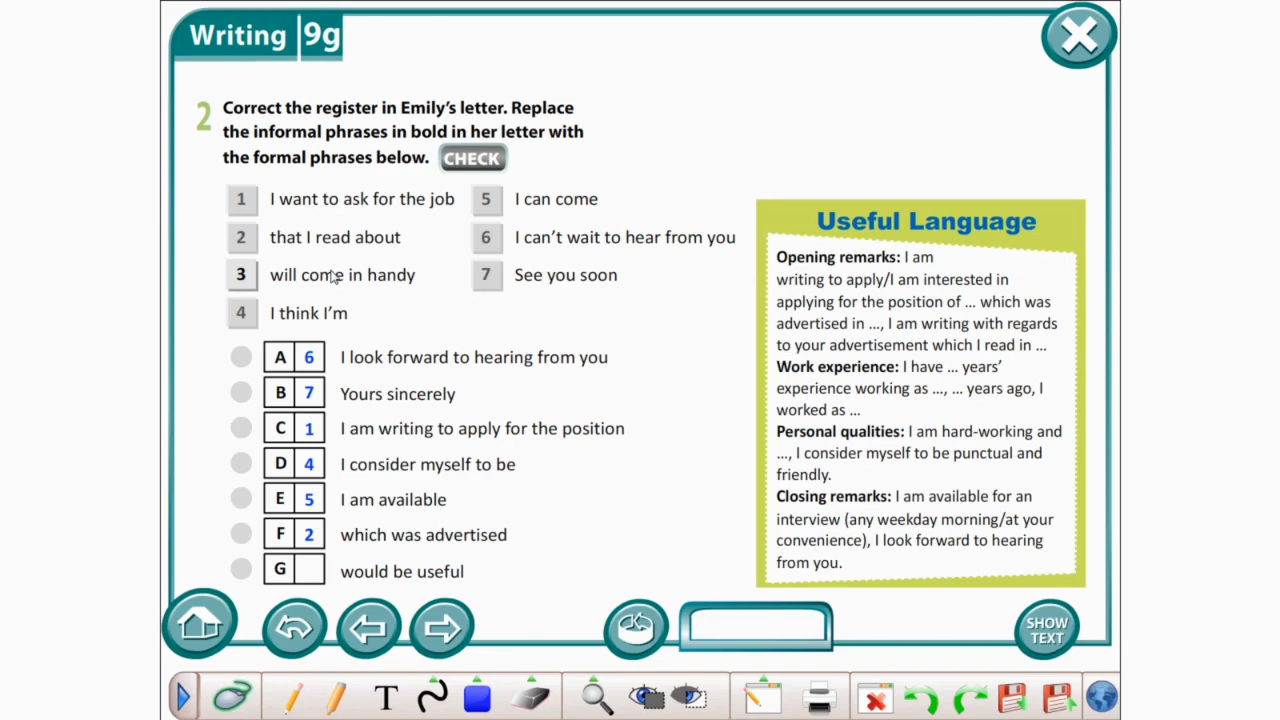 Writing 9g
2 Correct the register in Emily's letter. Replace
the informal phrases in bold in her letter with
the formal phrases below. CHECK
1 I want to ask for the job
2 that I read about
3 will come in handy
4 I think I'm
5 I can come
6 I can't wait to hear from you
7 See you soon
A 6 I look forward to hearing from you
B 7 Yours sincerely
C 1 I am writing to apply for the position
D 4 I consider myself to be
E 5 I am available
F 2 which was advertised
G would be useful
Useful Language
Opening remarks: I am
writing to apply/I am interested in
applying for the position of ... which was
advertised in ..., I am writing with regards
to your advertisement which I read in ...
Work experience: I have ... years'
experience working as ..., ... years ago, I
worked as ...
Personal qualities: I am hard-working and
..., I consider myself to be punctual and
friendly.
Closing remarks: I am available for an
interview (any weekday morning/at your
convenience), I look forward to hearing
from you.
SHOW
TEXT
T